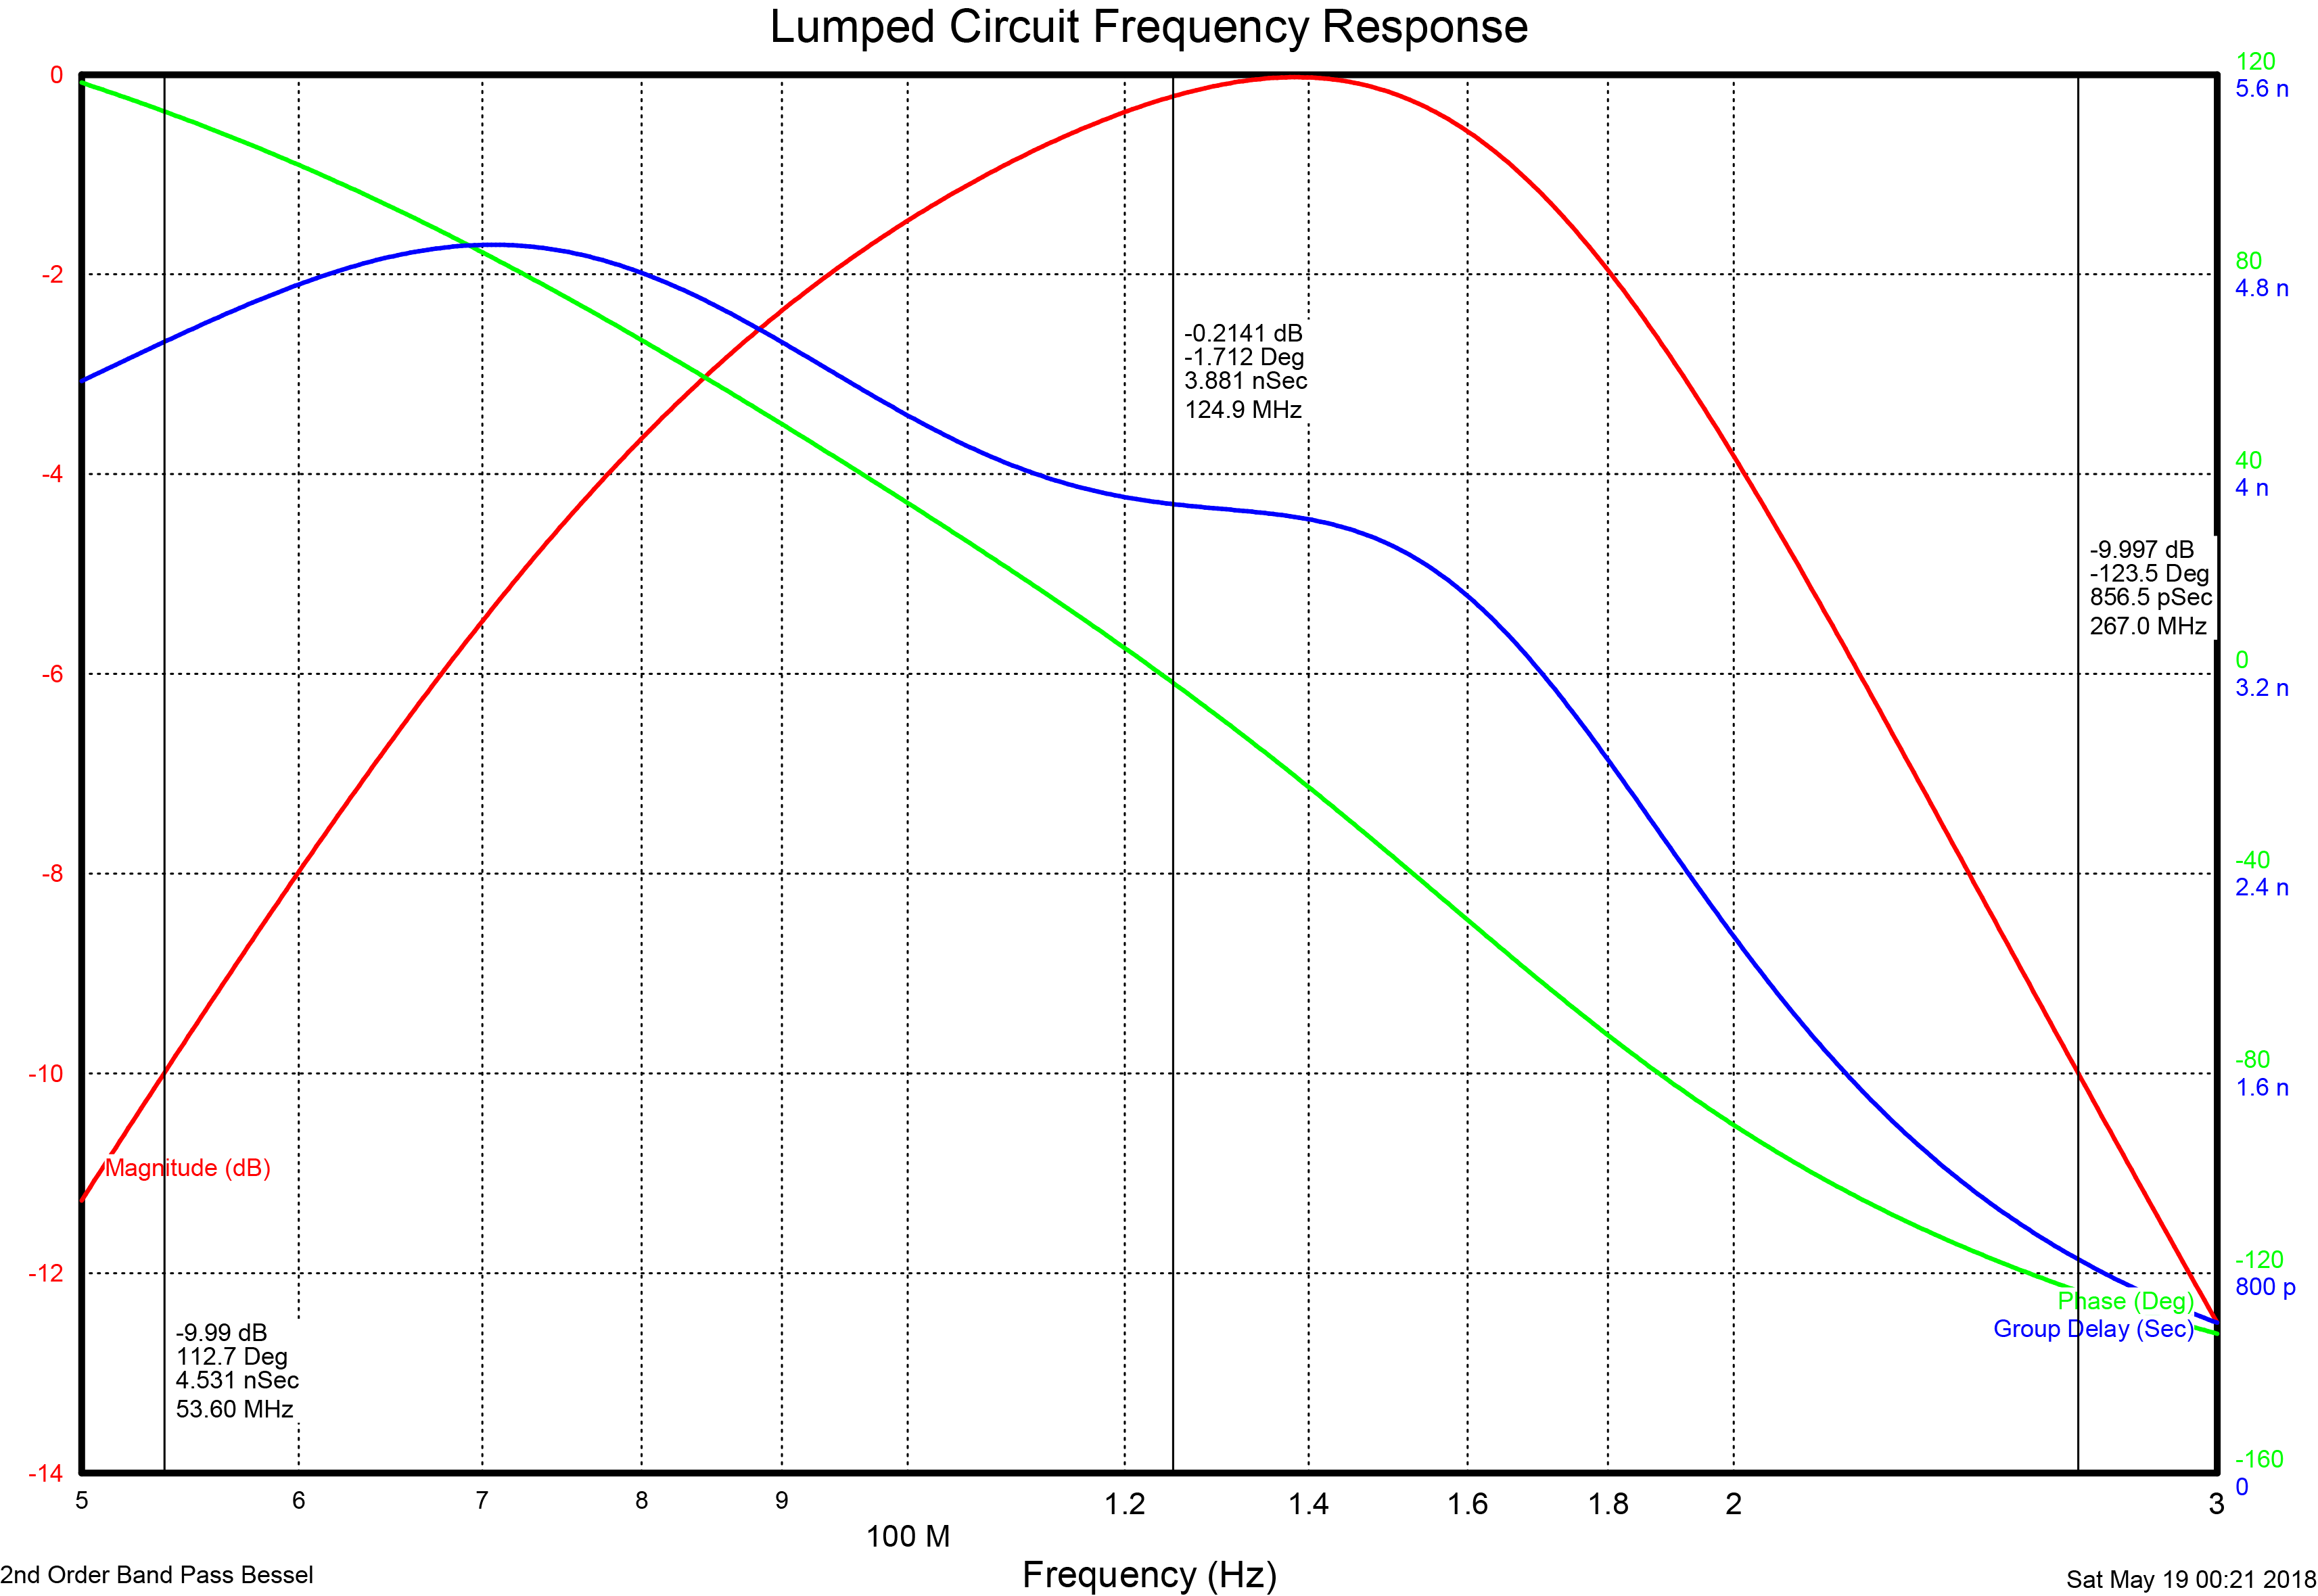 Lumped Circuit Frequency Response
0
-2
-4
-6
-8
-10
-12
-14
120
5.6 n
80
4.8 n
40
4 n
0
3.2 n
-40
2.4 n
-80
1.6 n
-120
800 p
-160
0
-0.2141 dB
-1.712 Deg
3.881 nSec
124.9 MHz
-9.997 dB
-123.5 Deg
856.5 pSec
267.0 MHz
Magnitude (dB)
Phase (Deg)
Group Delay (Sec)
-9.99 dB
112.7 Deg
4.531 nSec
53.60 MHz
5 6 7 8 9 1.2 1.4 1.6 1.8 2 3
100 M
Frequency (Hz)
2nd Order Band Pass Bessel
Sat May 19 00:21 2018